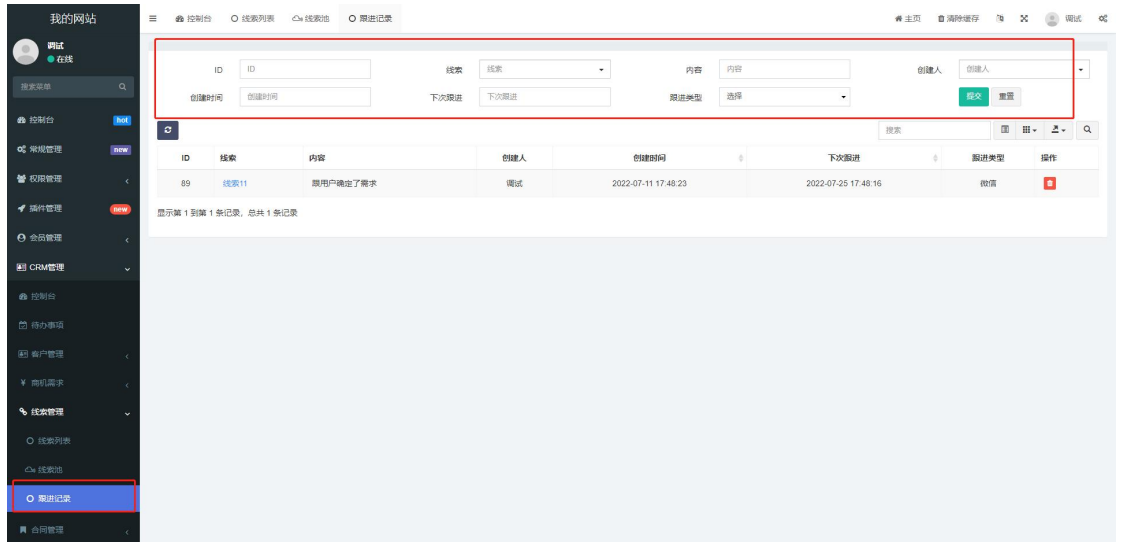 我的网站
控制台
线索列表
线索池
跟进记录
主页
清除缓存
调试
调试
在线
搜索菜单
控制台 hot
常规管理 new
权限管理
插件管理 new
会员管理
CRM管理
控制台
待办事项
客户管理
¥ 商机需求
线索管理
线索列表
线索池
跟进记录
合同管理
ID ID 线索 线索 内容 内容 创建人 创建人
创建时间 创建时间 下次跟进 下次跟进 跟进类型 选择 提交 重置
搜索
ID 线索 内容 创建人 创建时间 下次跟进 跟进类型 操作
89 线索11 跟用户确定了需求 调试 2022-07-11 17:48:23 2022-07-25 17:48:16 微信
显示第 1 到第 1 条记录，总共 1 条记录